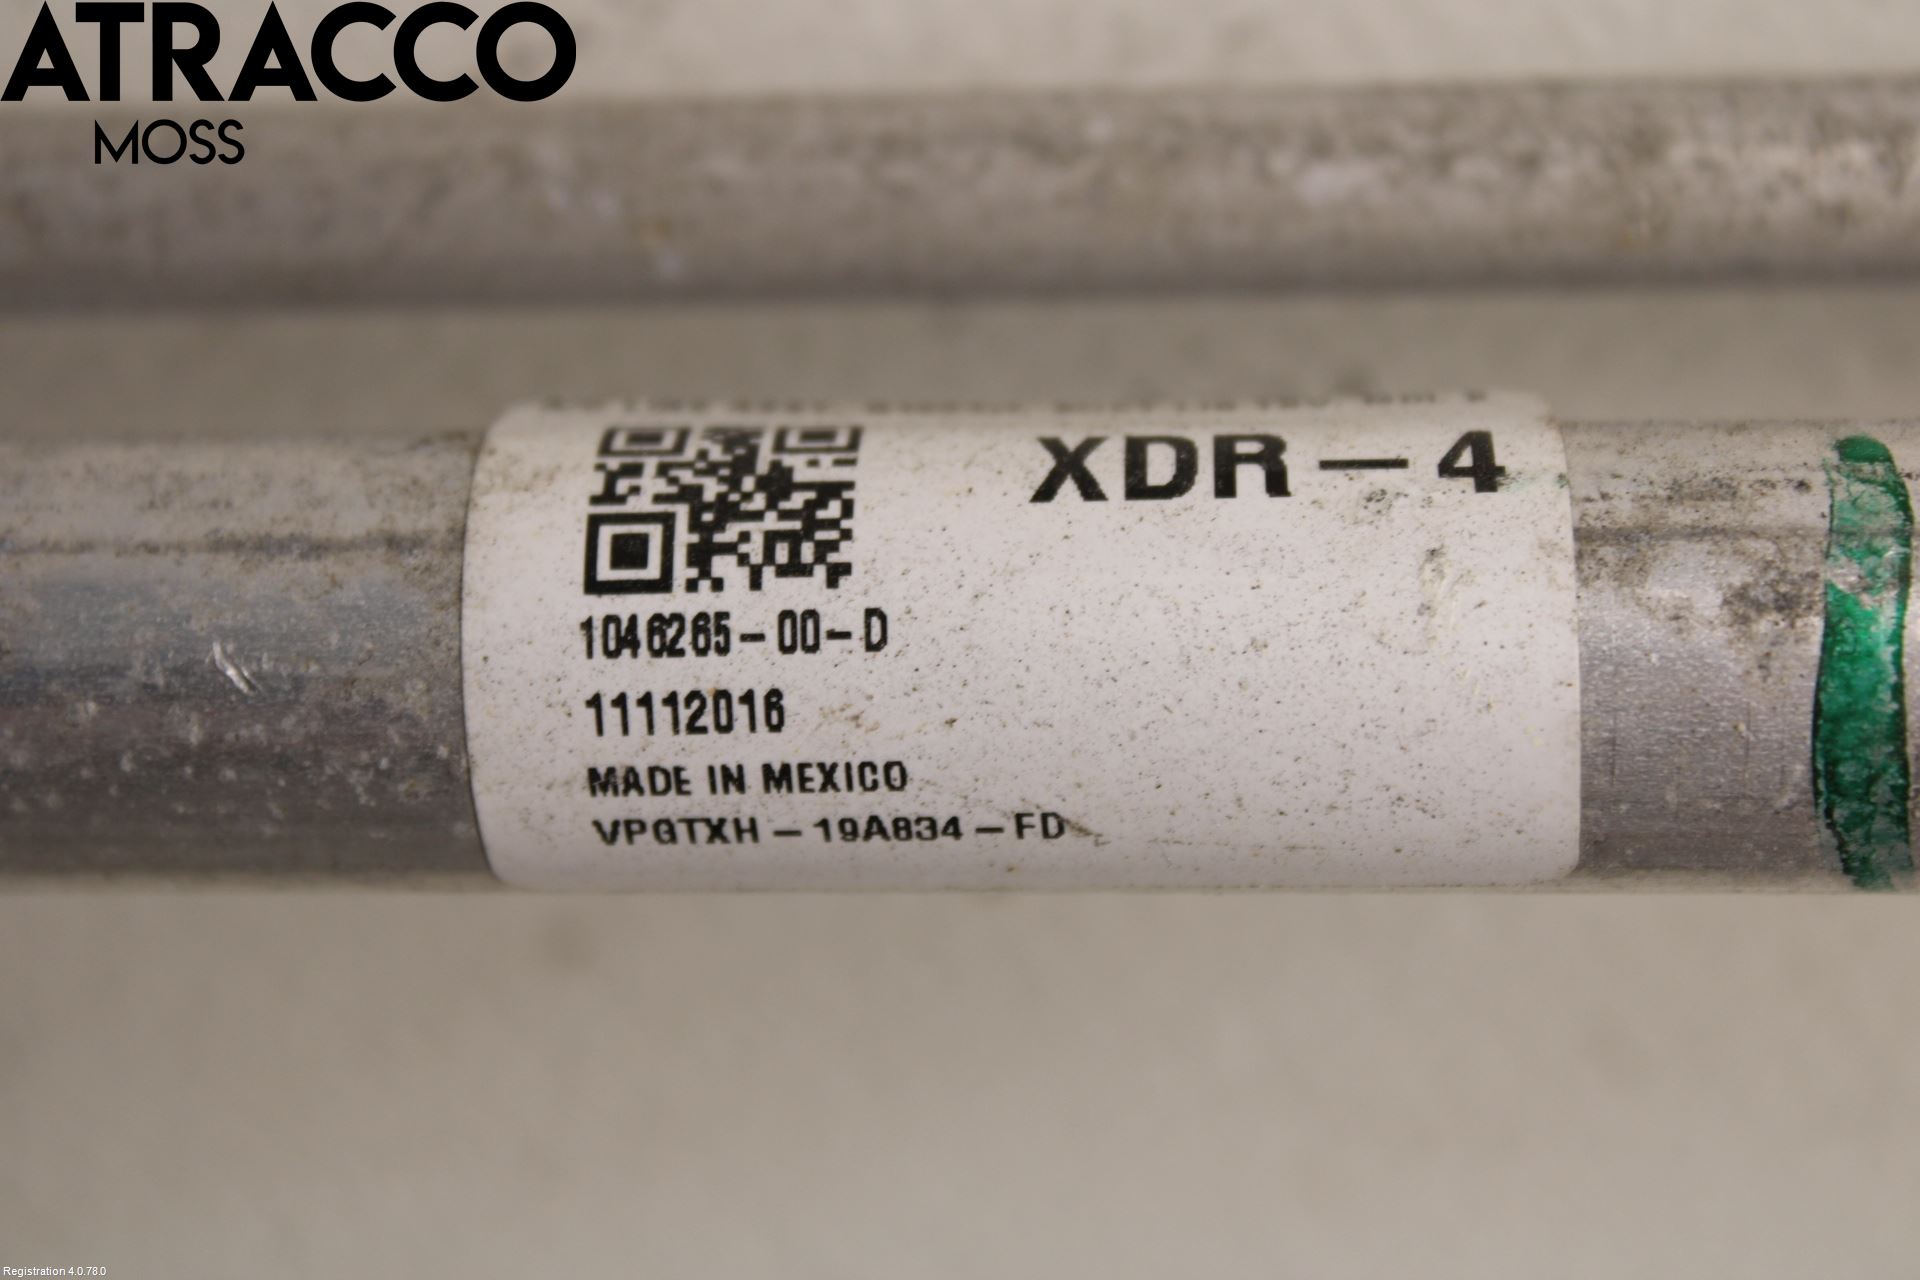 ATRACCO
MOSS
XDR-4
1046265-00-D
11112016
MADE IN MEXICO
VPGTXH-19A834-FD
Registration 4.0.78.0